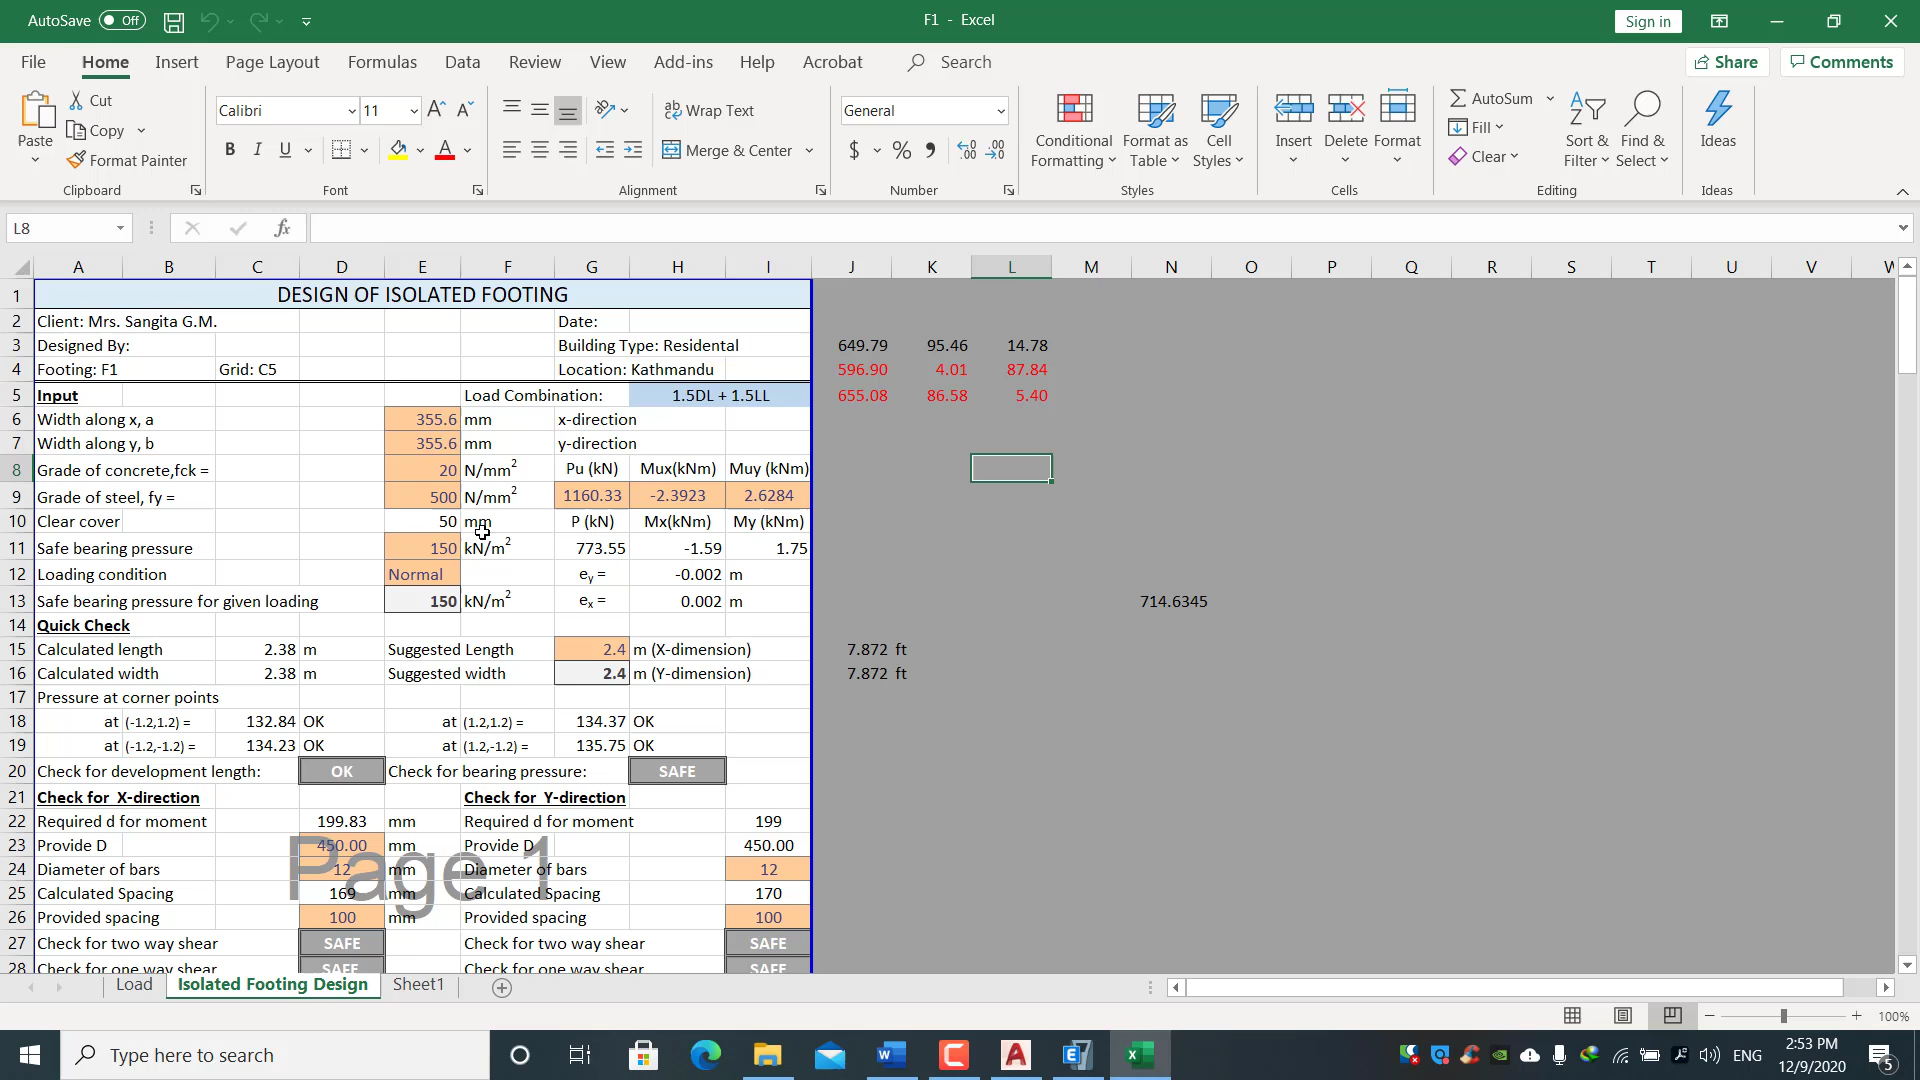 AutoSave Off
F1 - Excel
Sign in
File Home Insert Page Layout Formulas Data Review View Add-ins Help Acrobat Search
Share Comments
Paste
Cut
Copy
Format Painter
Clipboard
Calibri 11
B I U
Font
Wrap Text
Merge & Center
Alignment
General
$ % 9
Number
Conditional Formatting
Format as Table
Cell Styles
Styles
Insert Delete Format
Cells
AutoSum
Fill
Clear
Sort & Filter
Find & Select
Editing
Ideas
Ideas
L8
fx
A B C D E F G H I J K L M N O P Q R S T U V W
1 DESIGN OF ISOLATED FOOTING
2 Client: Mrs. Sangita G.M. Date:
3 Designed By: Building Type: Residental 649.79 95.46 14.78
4 Footing: F1 Grid: C5 Location: Kathmandu 596.90 4.01 87.84
5 Input Load Combination: 1.5DL + 1.5LL 655.08 86.58 5.40
6 Width along x, a 355.6 mm x-direction
7 Width along y, b 355.6 mm y-direction
8 Grade of concrete,fck = 20 N/mm2 Pu (kN) Mux(kNm) Muy (kNm)
9 Grade of steel, fy = 500 N/mm2 1160.33 -2.3923 2.6284
10 Clear cover 50 mm P (kN) Mx(kNm) My (kNm)
11 Safe bearing pressure 150 kN/m2 773.55 -1.59 1.75
12 Loading condition Normal ey = -0.002 m
13 Safe bearing pressure for given loading 150 kN/m2 ex = 0.002 m 714.6345
14 Quick Check
15 Calculated length 2.38 m Suggested Length 2.4 m (X-dimension) 7.872 ft
16 Calculated width 2.38 m Suggested width 2.4 m (Y-dimension) 7.872 ft
17 Pressure at corner points
18 at (-1.2,1.2) = 132.84 OK at (1.2,1.2) = 134.37 OK
19 at (-1.2,-1.2) = 134.23 OK at (1.2,-1.2) = 135.75 OK
20 Check for development length: OK Check for bearing pressure: SAFE
21 Check for X-direction Check for Y-direction
22 Required d for moment 199.83 mm Required d for moment 199
23 Provide D 450.00 mm Provide D 450.00
24 Diameter of bars 12 mm Diameter of bars 12
25 Calculated Spacing 169 mm Calculated Spacing 170
26 Provided spacing 100 mm Provided spacing 100
27 Check for two way shear SAFE Check for two way shear SAFE
28 Check for one way shear SAFE Check for one way shear SAFE
Page 1
Load Isolated Footing Design Sheet1
100%
Type here to search
ENG
2:53 PM
12/9/2020
5